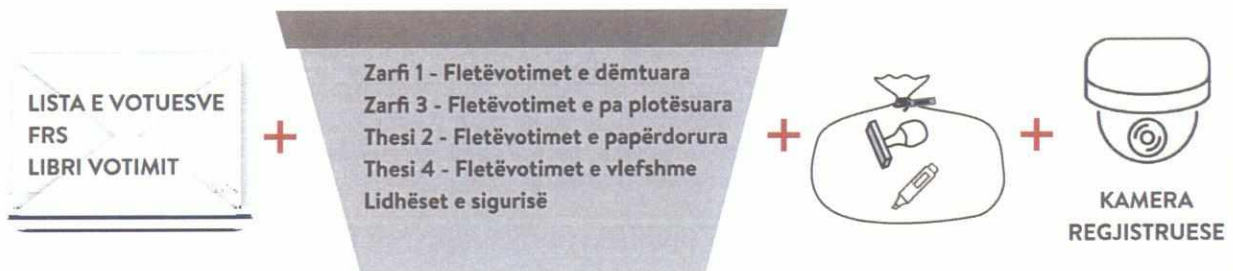 LISTA E VOTUESVE
FRS
LIBRI VOTIMIT
+
Zarfi 1 - Fletëvotimet e dëmtuara
Zarfi 3 - Fletëvotimet e pa plotësuara
Thesi 2 - Fletëvotimet e papërdorura
Thesi 4 - Fletëvotimet e vlefshme
Lidhëset e sigurisë
+
+
KAMERA
REGJISTRUESE